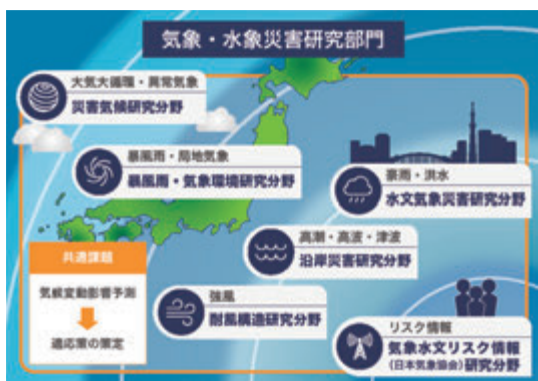 気象・水象災害研究部門
大気大循環・異常気象
災害気候研究分野
暴風雨・局地気象
暴風雨・気象環境研究分野
豪雨・洪水
水文気象災害研究分野
高潮・高波・津波
沿岸災害研究分野
共通課題
気候変動影響予測
適応策の策定
強風
耐風構造研究分野
リスク情報
気象水文リスク情報
(日本気象協会)研究分野